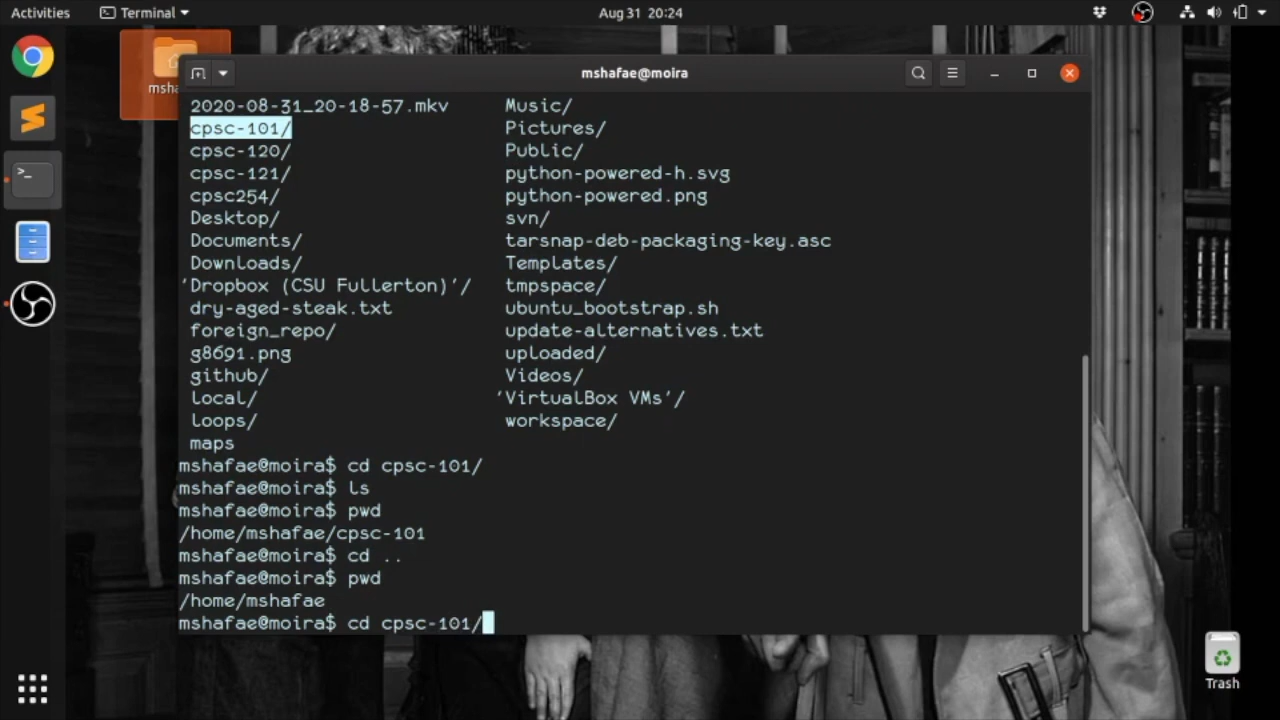 Activities Terminal Aug 31 20:24
mshafae@moira
2020-08-31_20-18-57.mkv Music/
cpsc-101/ Pictures/
cpsc-120/ Public/
cpsc-121/ python-powered-h.svg
cpsc254/ python-powered.png
Desktop/ svn/
Documents/ tarsnap-deb-packaging-key.asc
Downloads/ Templates/
'Dropbox (CSU Fullerton)'/ tmpspace/
dry-aged-steak.txt ubuntu_bootstrap.sh
foreign_repo/ update-alternatives.txt
g8691.png uploaded/
github/ Videos/
local/ 'VirtualBox VMs'/
Loops/ workspace/
maps
mshafae@moira$ cd cpsc-101/
mshafae@moira$ ls
mshafae@moira$ pwd
/home/mshafae/cpsc-101
mshafae@moira$ cd ..
mshafae@moira$ pwd
/home/mshafae
mshafae@moira$ cd cpsc-101/
Trash